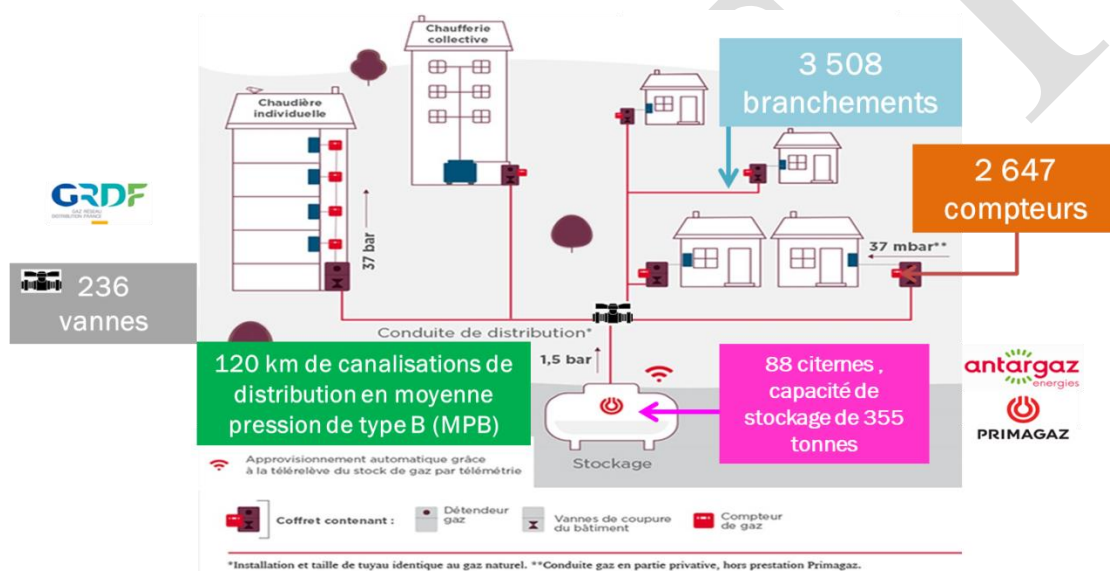 Chaufferie
collective
3 508
branchements
Chaudière
individuelle
2 647
compteurs
GRDF
GAZ RÉSEAU
DISTRIBUTION FRANCE
37 bar
37 mbar**
236
vannes
Conduite de distribution*
1,5 bar
120 km de canalisations de
distribution en moyenne
pression de type B (MPB)
88 citernes ,
capacité de
stockage de 355
tonnes
antargaz
energies
PRIMAGAZ
Approvisionnement automatique grâce
à la télérelève du stock de gaz par télémétrie
Stockage
Coffret contenant :
Détendeur
gaz
Vannes de coupure
du bâtiment
Compteur
de gaz
*Installation et taille de tuyau identique au gaz naturel. **Conduite gaz en partie privative, hors prestation Primagaz.